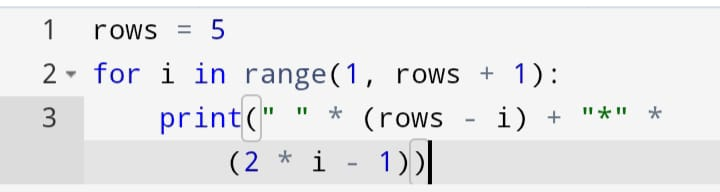 1 rows = 5
2 for i in range(1, rows + 1):
3 print(" " * (rows - i) + "*" *
(2 * i - 1))